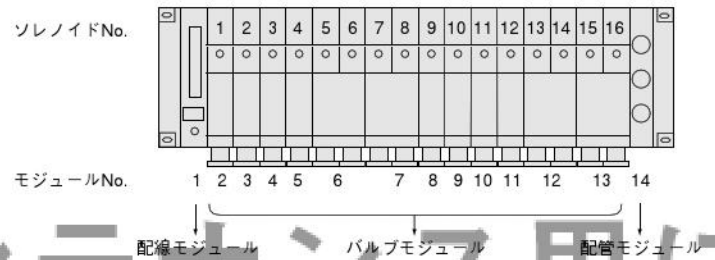 ソレノイドNo. 1 2 3 4 5 6 7 8 9 10 11 12 13 14 15 16
モジュールNo. 1 2 3 4 5 6 7 8 9 10 11 12 13 14
配線モジュール バルブモジュール 配管モジュール